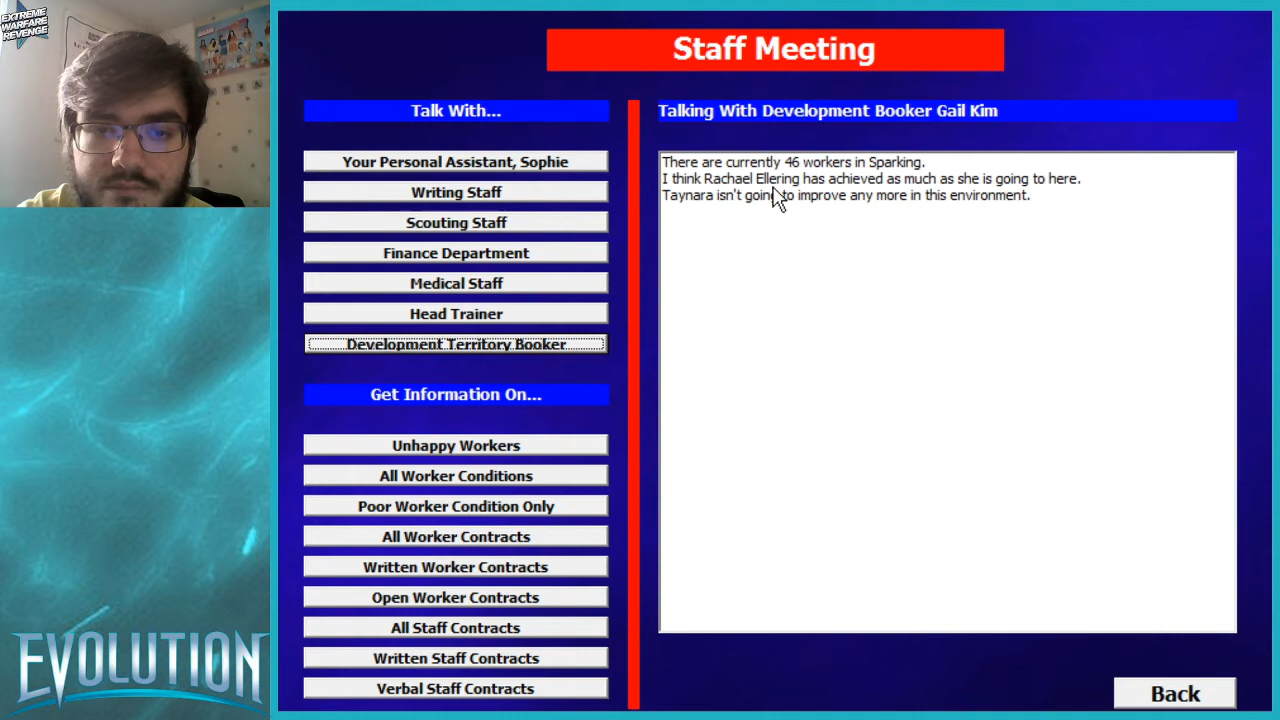 EXTREME
WARFARE
REVENGE
Staff Meeting
Talk With...
Your Personal Assistant, Sophie
Writing Staff
Scouting Staff
Finance Department
Medical Staff
Head Trainer
Development Territory Booker
Get Information On...
Unhappy Workers
All Worker Conditions
Poor Worker Condition Only
All Worker Contracts
Written Worker Contracts
Open Worker Contracts
All Staff Contracts
Written Staff Contracts
Verbal Staff Contracts
Talking With Development Booker Gail Kim
There are currently 46 workers in Sparking.
I think Rachael Ellering has achieved as much as she is going to here.
Taynara isn't going to improve any more in this environment.
Back
EVOLUTION